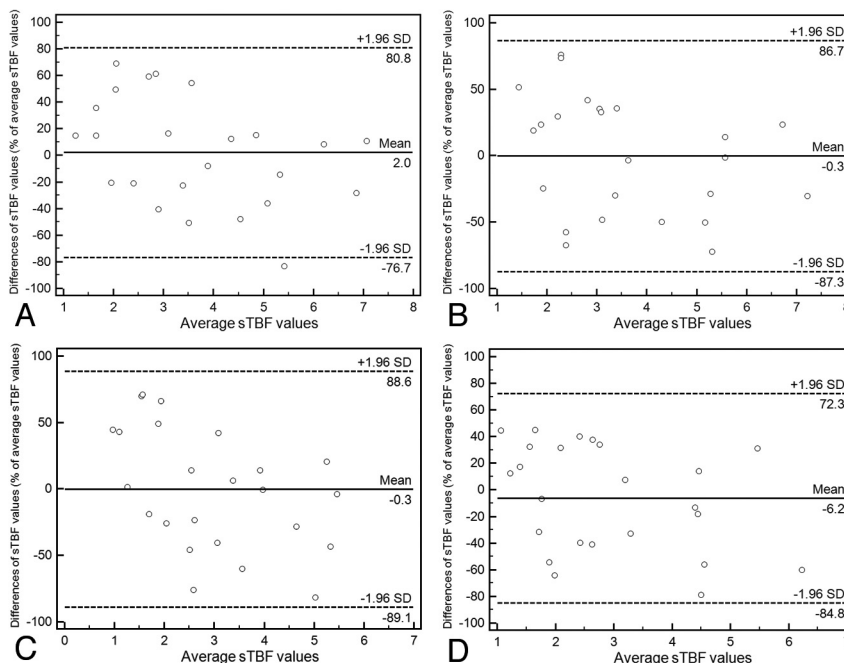 Differences of sTBF values (% of average sTBF values)
100
80
60
40
20
0
-20
-40
-60
-80
-100
+1.96 SD
80.8
Mean
2.0
-1.96 SD
-76.7
1 2 3 4 5 6 7 8
Average sTBF values
A
Differences of sTBF values (% of average sTBF values)
100
50
0
-50
-100
+1.96 SD
86.7
Mean
-0.3
-1.96 SD
-87.3
1 2 3 4 5 6 7 8
Average sTBF values
B
Differences of sTBF values (% of average sTBF values)
100
50
0
-50
-100
+1.96 SD
88.6
Mean
-0.3
-1.96 SD
-89.1
0 1 2 3 4 5 6 7
Average sTBF values
C
Differences of sTBF values (% of average sTBF values)
100
80
60
40
20
0
-20
-40
-60
-80
-100
+1.96 SD
72.3
Mean
-6.2
-1.96 SD
-84.8
1 2 3 4 5 6
Average sTBF values
D